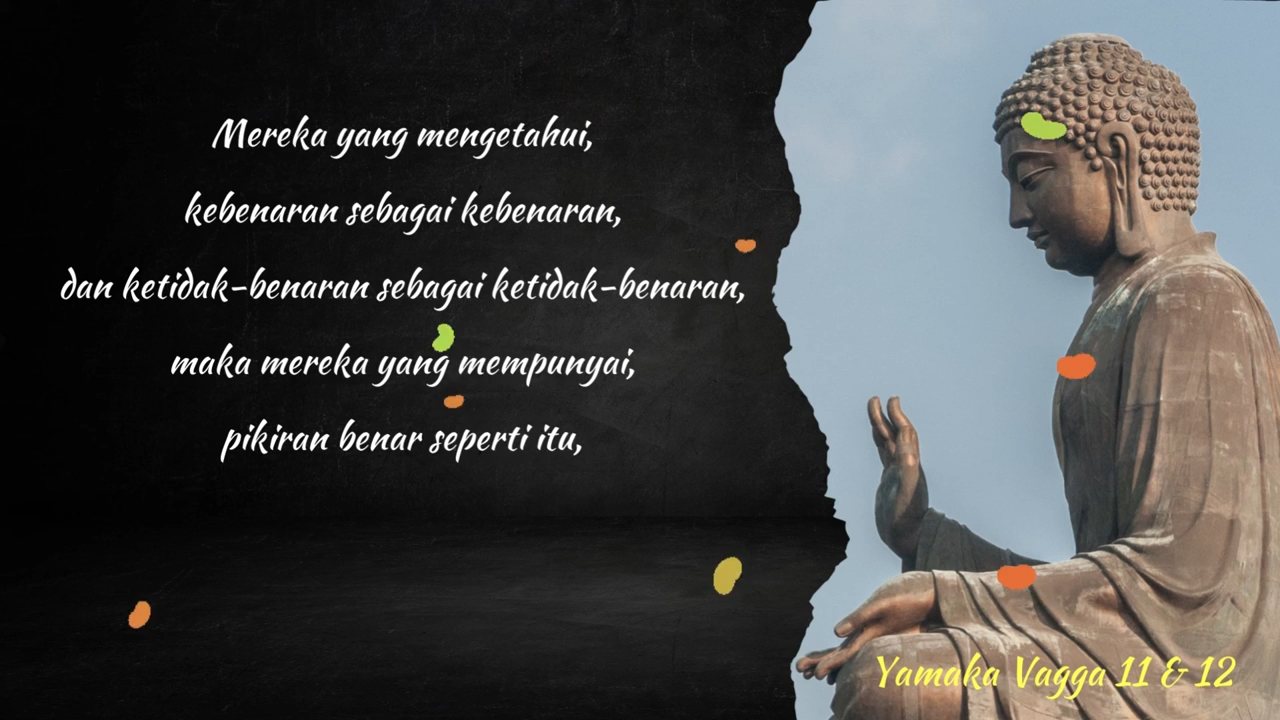 Mereka yang mengetahui,
kebenaran sebagai kebenaran,
dan ketidak-benaran sebagai ketidak-benaran,
maka mereka yang mempunyai,
pikiran benar seperti itu,
Yamaka Vagga 11 & 12